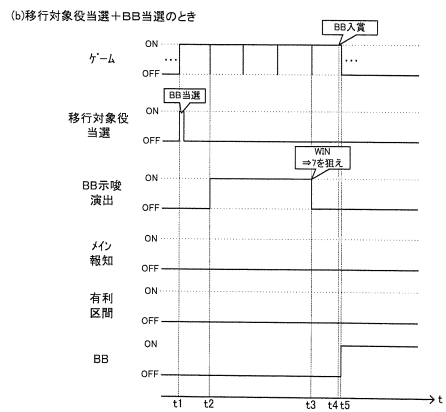 (b)移行対象役当選＋BB当選のとき
BB入賞
ゲーム
ON
OFF
…
…
BB当選
移行対象役
当選
ON
OFF
WIN
⇒7を狙え
BB示唆
演出
ON
OFF
メイン
報知
ON
OFF
有利
区間
ON
OFF
BB
ON
OFF
t1
t2
t3
t4
t5
t